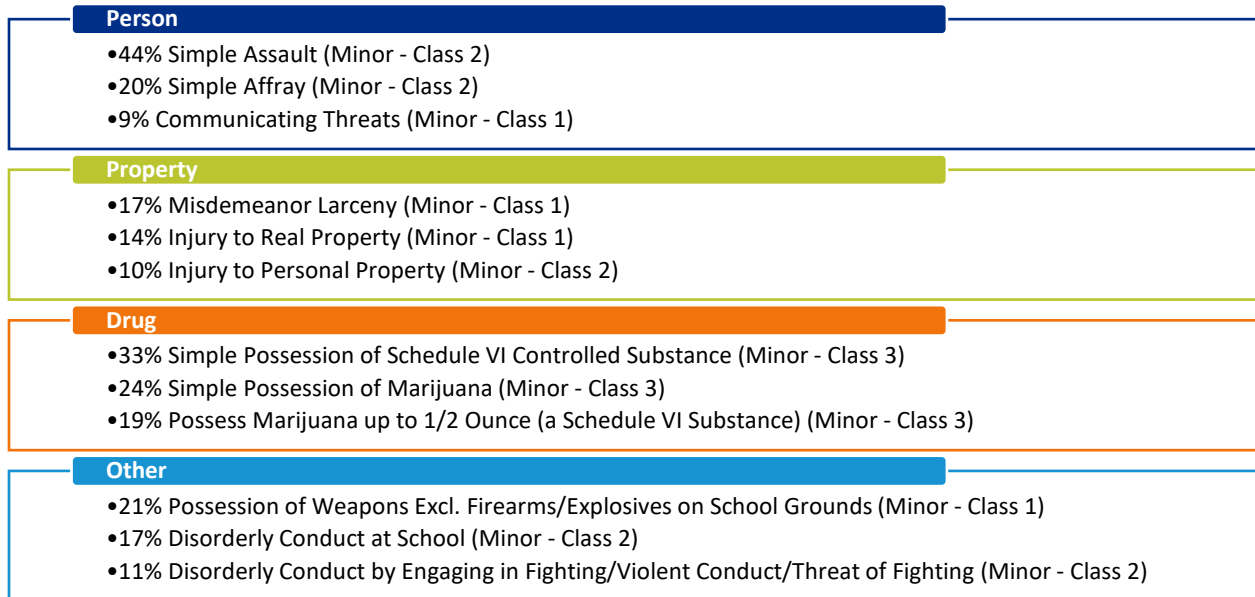 Person
•44% Simple Assault (Minor - Class 2)
•20% Simple Affray (Minor - Class 2)
•9% Communicating Threats (Minor - Class 1)
Property
•17% Misdemeanor Larceny (Minor - Class 1)
•14% Injury to Real Property (Minor - Class 1)
•10% Injury to Personal Property (Minor - Class 2)
Drug
•33% Simple Possession of Schedule VI Controlled Substance (Minor - Class 3)
•24% Simple Possession of Marijuana (Minor - Class 3)
•19% Possess Marijuana up to 1/2 Ounce (a Schedule VI Substance) (Minor - Class 3)
Other
•21% Possession of Weapons Excl. Firearms/Explosives on School Grounds (Minor - Class 1)
•17% Disorderly Conduct at School (Minor - Class 2)
•11% Disorderly Conduct by Engaging in Fighting/Violent Conduct/Threat of Fighting (Minor - Class 2)